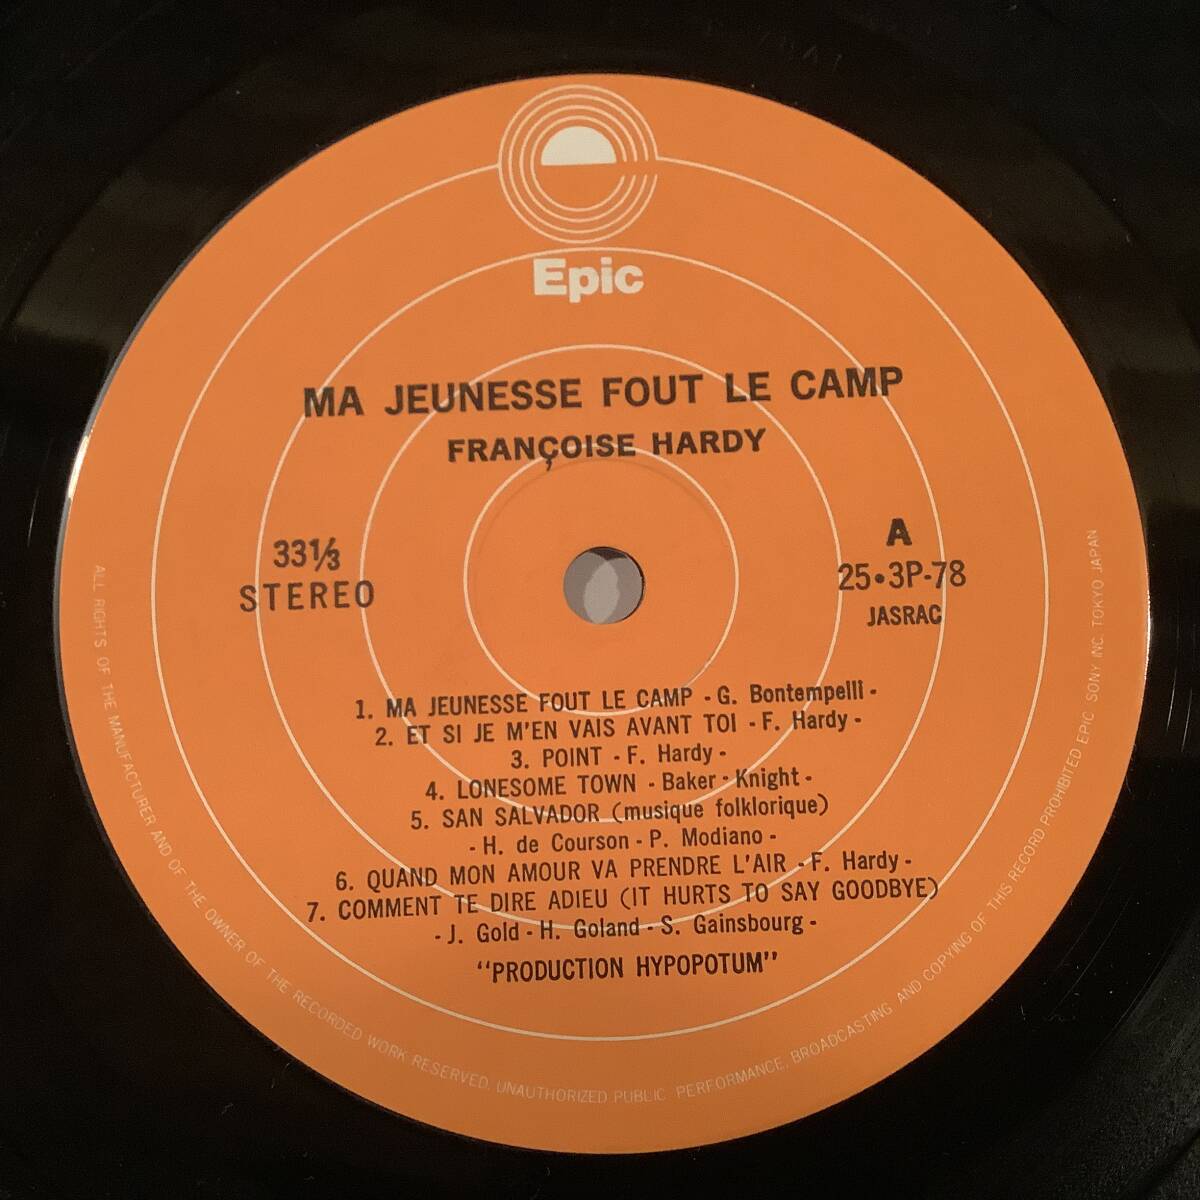 Epic
MA JEUNESSE FOUT LE CAMP
FRANÇOISE HARDY
33⅓
STEREO
A
25•3P-78
JASRAC
1. MA JEUNESSE FOUT LE CAMP - G. Bontempelli -
2. ET SI JE M'EN VAIS AVANT TOI - F. Hardy -
3. POINT - F. Hardy -
4. LONESOME TOWN - Baker - Knight -
5. SAN SALVADOR (musique folklorique)
- H. de Courson - P. Modiano -
6. QUAND MON AMOUR VA PRENDRE L'AIR - F. Hardy -
7. COMMENT TE DIRE ADIEU (IT HURTS TO SAY GOODBYE)
- J. Gold - H. Goland - S. Gainsbourg -
"PRODUCTION HYPOPOTUM"
ALL RIGHTS OF THE MANUFACTURER AND OF THE OWNER OF THE RECORDED WORK RESERVED. UNAUTHORIZED PUBLIC PERFORMANCE, BROADCASTING AND COPYING OF THIS RECORD PROHIBITED EPIC SONY INC. TOKYO JAPAN